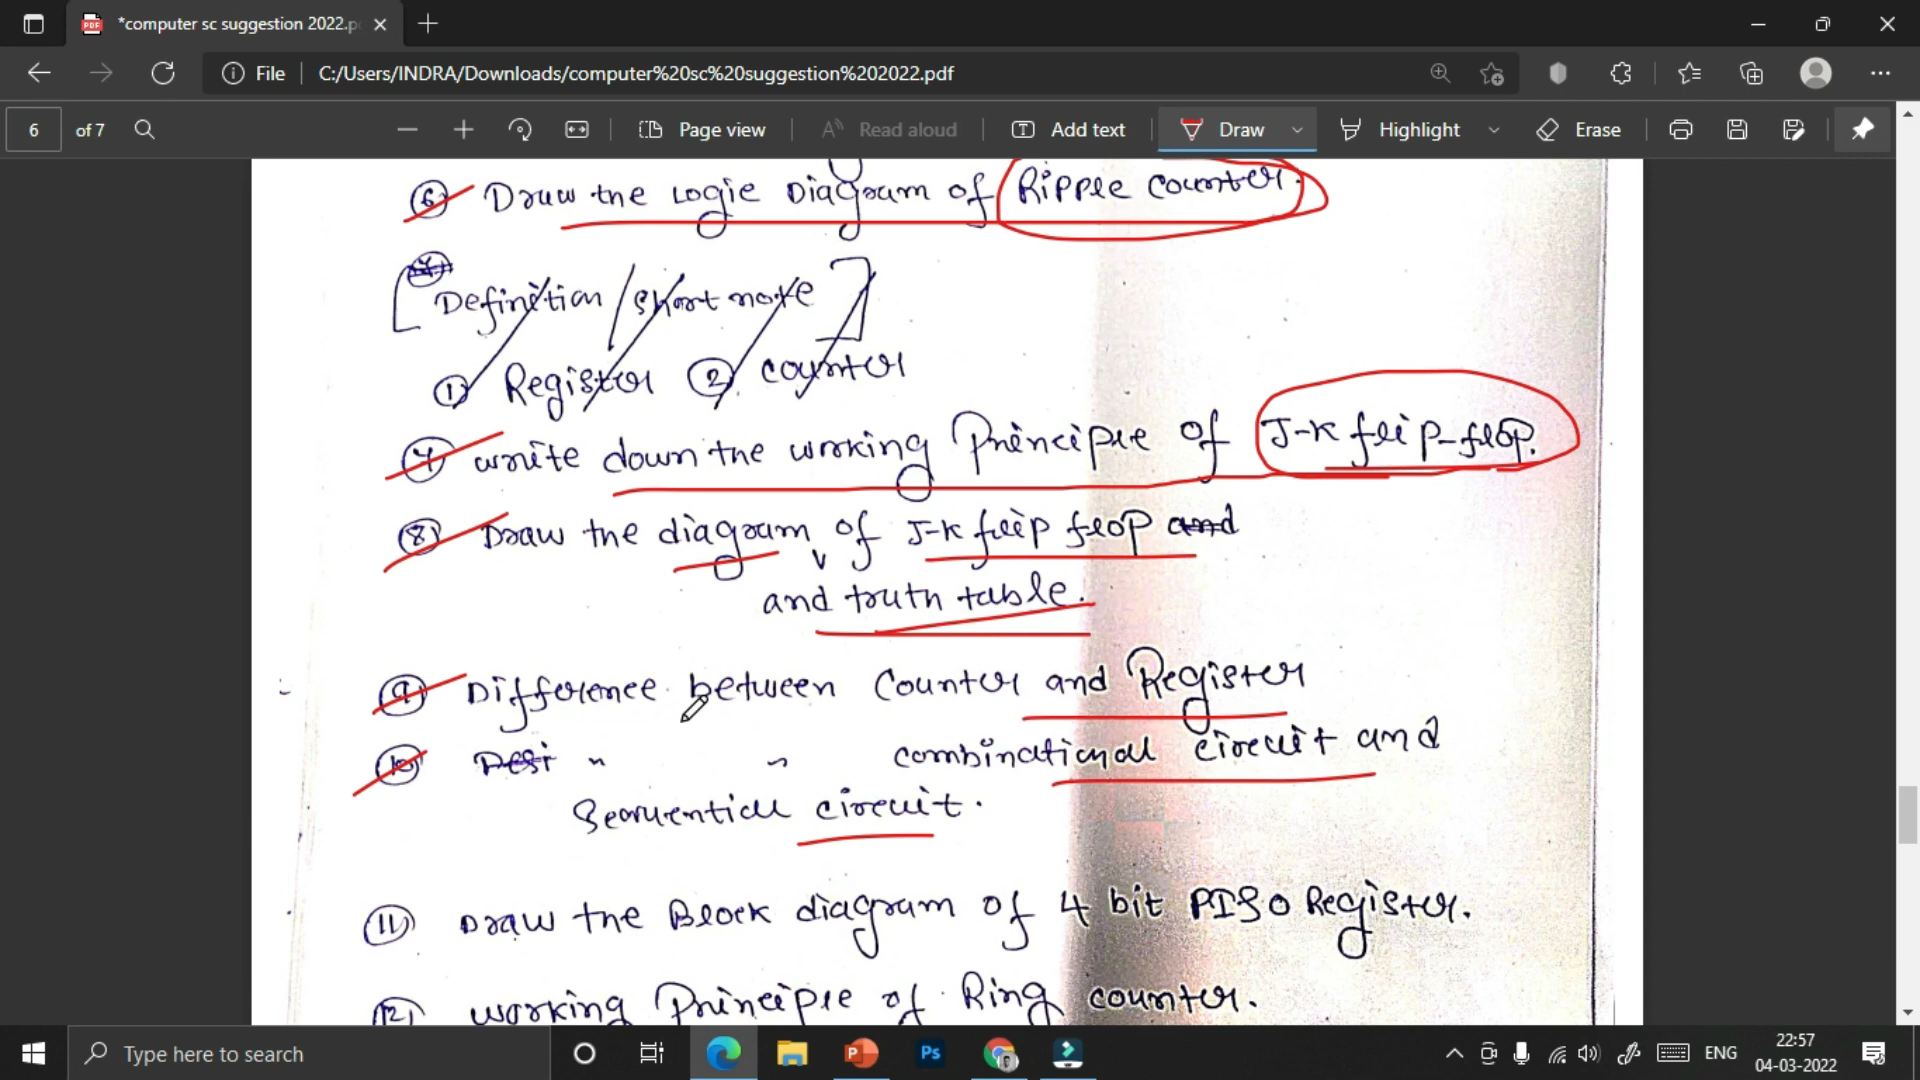 *computer sc suggestion 2022.p
File C:/Users/INDRA/Downloads/computer%20sc%20suggestion%202022.pdf
6 of 7 Page view Read aloud Add text Draw Highlight Erase
6 Draw the Logic Diagram of Ripple counter.
[Definition/short note]
1 Register 2 counter
7 write down the working Principle of J-K flip-flop.
8 Draw the diagram of J-K flip flop and
and truth table.
9 Difference between Counter and Register
10 " " combinational circuit and
Sequential circuit.
11 Draw the Block diagram of 4 bit PISO Register.
12 working Principle of Ring counter.
Type here to search
Ps
ENG
22:57
04-03-2022